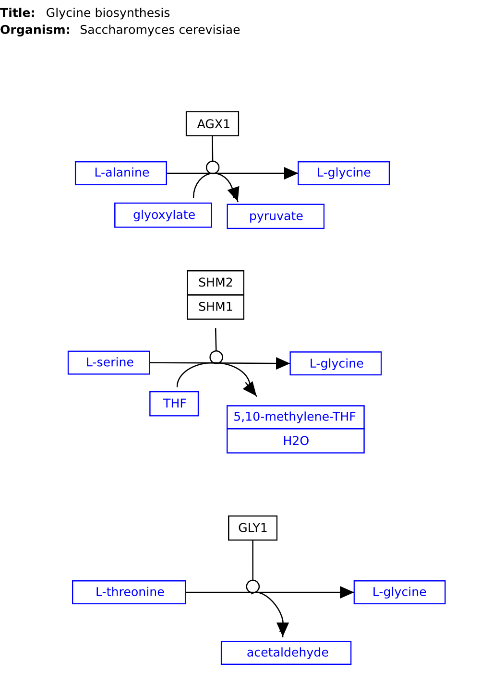 Title: Glycine biosynthesis
Organism: Saccharomyces cerevisiae
AGX1
L-alanine
L-glycine
glyoxylate
pyruvate
SHM2
SHM1
L-serine
L-glycine
THF
5,10-methylene-THF
H2O
GLY1
L-threonine
L-glycine
acetaldehyde